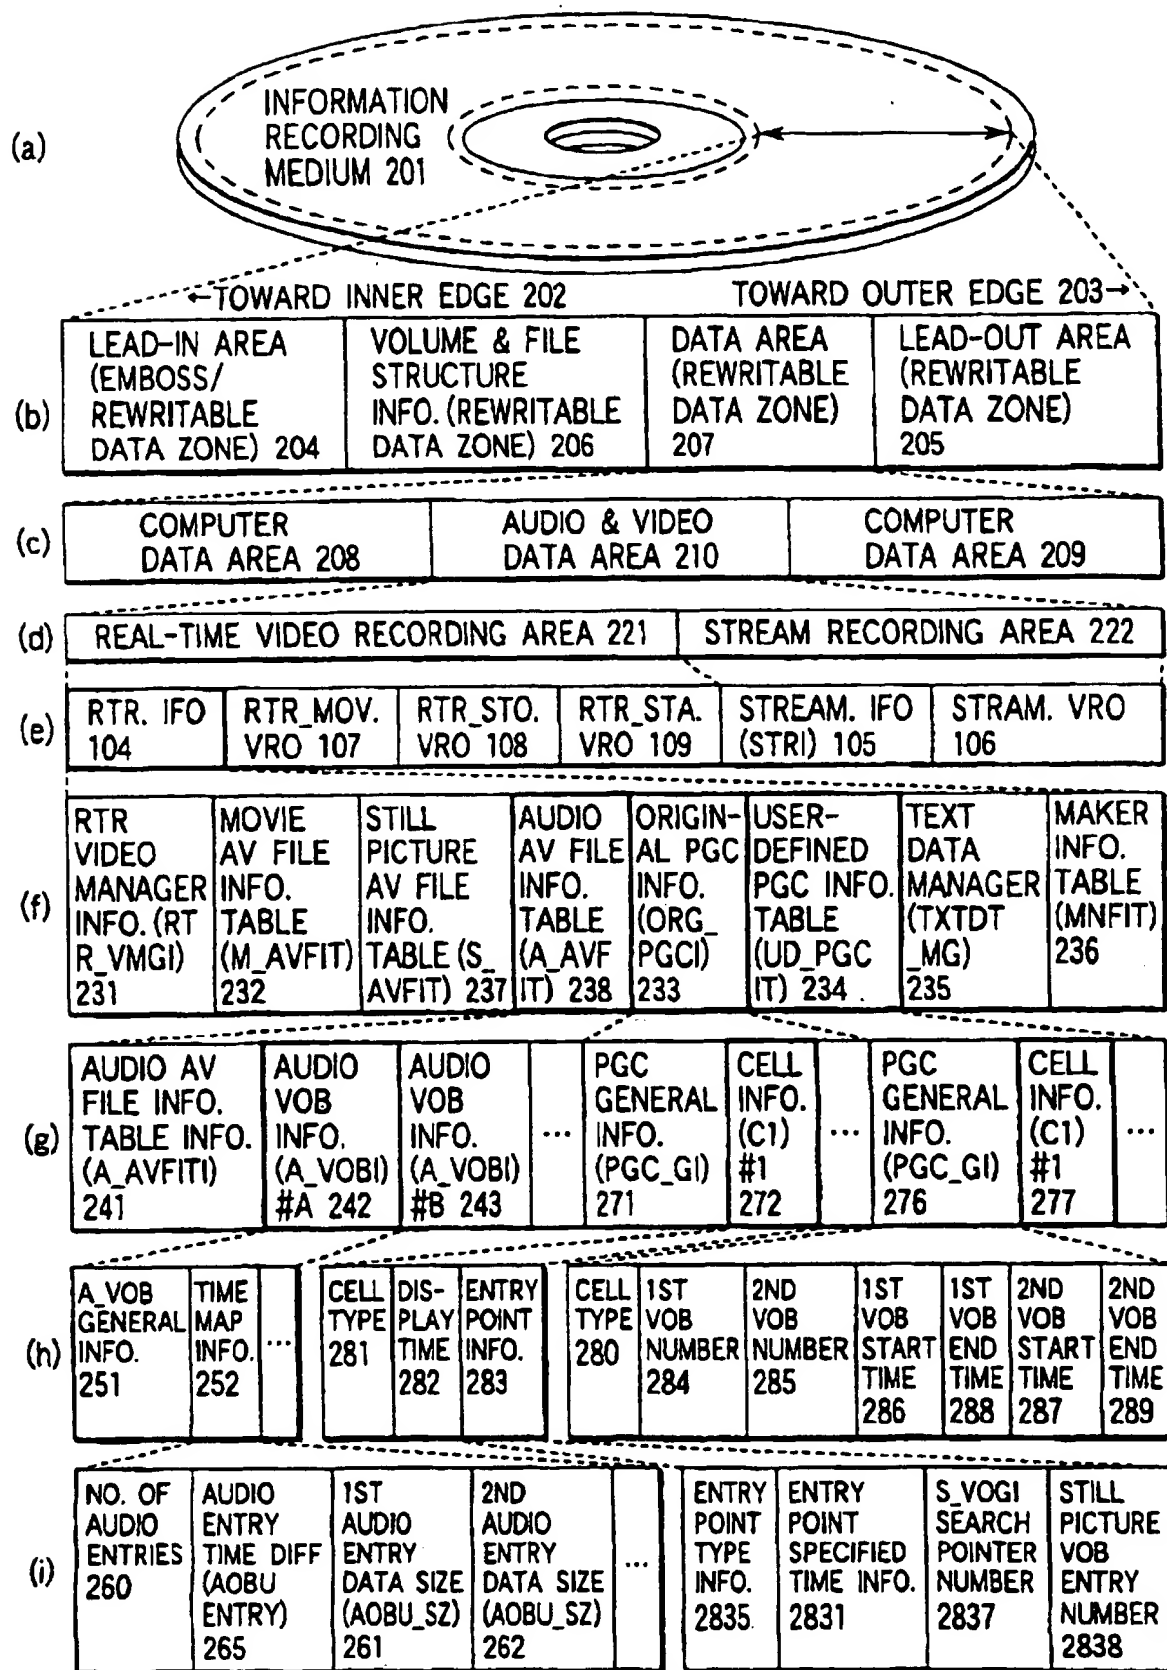 (a)
INFORMATION
RECORDING
MEDIUM 201
←TOWARD INNER EDGE 202
TOWARD OUTER EDGE 203→
(b)
LEAD-IN AREA
(EMBOSS/
REWRITABLE
DATA ZONE) 204
VOLUME & FILE
STRUCTURE
INFO. (REWRITABLE
DATA ZONE) 206
DATA AREA
(REWRITABLE
DATA ZONE)
207
LEAD-OUT AREA
(REWRITABLE
DATA ZONE)
205
(c)
COMPUTER
DATA AREA 208
AUDIO & VIDEO
DATA AREA 210
COMPUTER
DATA AREA 209
(d)
REAL-TIME VIDEO RECORDING AREA 221
STREAM RECORDING AREA 222
(e)
RTR. IFO
104
RTR_MOV.
VRO 107
RTR_STO.
VRO 108
RTR_STA.
VRO 109
STREAM. IFO
(STRI) 105
STRAM. VRO
106
(f)
RTR
VIDEO
MANAGER
INFO. (RT
R_VMGI)
231
MOVIE
AV FILE
INFO.
TABLE
(M_AVFIT)
232
STILL
PICTURE
AV FILE
INFO.
TABLE (S_
AVFIT) 237
AUDIO
AV FILE
INFO.
TABLE
(A_AVF
IT) 238
ORIGIN-
AL PGC
INFO.
(ORG_
PGCI)
233
USER-
DEFINED
PGC INFO.
TABLE
(UD_PGC
IT) 234
TEXT
DATA
MANAGER
(TXTDT
_MG)
235
MAKER
INFO.
TABLE
(MNFIT)
236
(g)
AUDIO AV
FILE INFO.
TABLE INFO.
(A_AVFITI)
241
AUDIO
VOB
INFO.
(A_VOBI)
#A 242
AUDIO
VOB
INFO.
(A_VOBI)
#B 243
...
PGC
GENERAL
INFO.
(PGC_GI)
271
CELL
INFO.
(C1)
#1
272
...
PGC
GENERAL
INFO.
(PGC_GI)
276
CELL
INFO.
(C1)
#1
277
...
(h)
A_VOB
GENERAL
INFO.
251
TIME
MAP
INFO.
252
...
CELL
TYPE
281
DIS-
PLAY
TIME
282
ENTRY
POINT
INFO.
283
CELL
TYPE
280
1ST
VOB
NUMBER
284
2ND
VOB
NUMBER
285
1ST
VOB
START
TIME
286
1ST
VOB
END
TIME
288
2ND
VOB
START
TIME
287
2ND
VOB
END
TIME
289
(i)
NO. OF
AUDIO
ENTRIES
260
AUDIO
ENTRY
TIME DIFF
(AOBU
ENTRY)
265
1ST
AUDIO
ENTRY
DATA SIZE
(AOBU_SZ)
261
2ND
AUDIO
ENTRY
DATA SIZE
(AOBU_SZ)
262
...
ENTRY
POINT
TYPE
INFO.
2835
ENTRY
POINT
SPECIFIED
TIME INFO.
2831
S_VOGI
SEARCH
POINTER
NUMBER
2837
STILL
PICTURE
VOB
ENTRY
NUMBER
2838